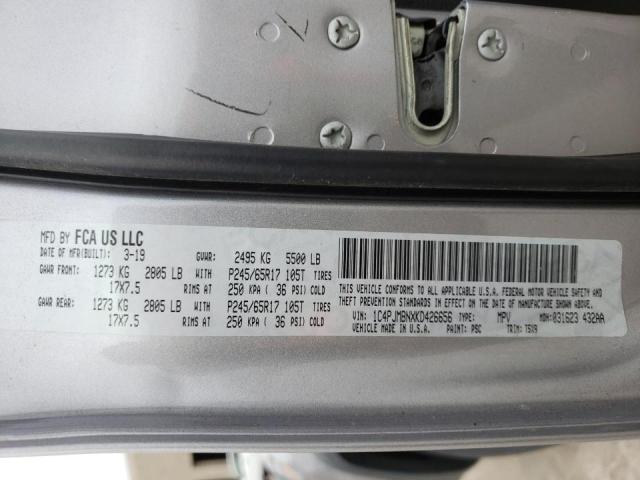 MFD BY FCA US LLC
DATE OF MFR(BUILT): 3-19 GVWR: 2495 KG 5500 LB
GAWR FRONT: 1273 KG 2805 LB WITH P245/65R17 105T TIRES
17X7.5 RIMS AT 250 KPA ( 36 PSI) COLD
GAWR REAR: 1273 KG 2805 LB WITH P245/65R17 105T TIRES
17X7.5 RIMS AT 250 KPA ( 36 PSI) COLD
THIS VEHICLE CONFORMS TO ALL APPLICABLE U.S.A. FEDERAL MOTOR VEHICLE SAFETY AND
THEFT PREVENTION STANDARDS IN EFFECT ON THE DATE OF MANUFACTURE SHOWN ABOVE.
VIN: 1C4PJMBNXKD426656 TYPE: MPV MDH: 031623 432AA
VEHICLE MADE IN U.S.A. PAINT: PSC TRIM: T5X9